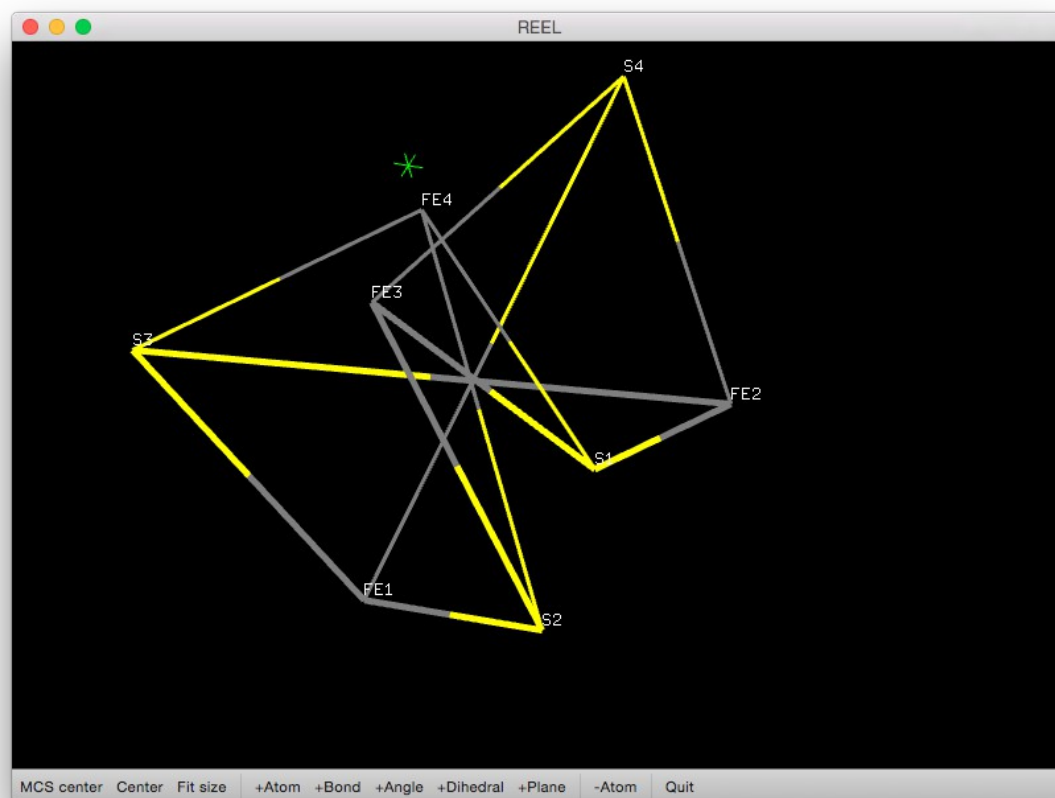 REEL
S4
FE4
FE3
S3
FE2
S1
FE1
S2
MCS center Center Fit size +Atom +Bond +Angle +Dihedral +Plane -Atom Quit